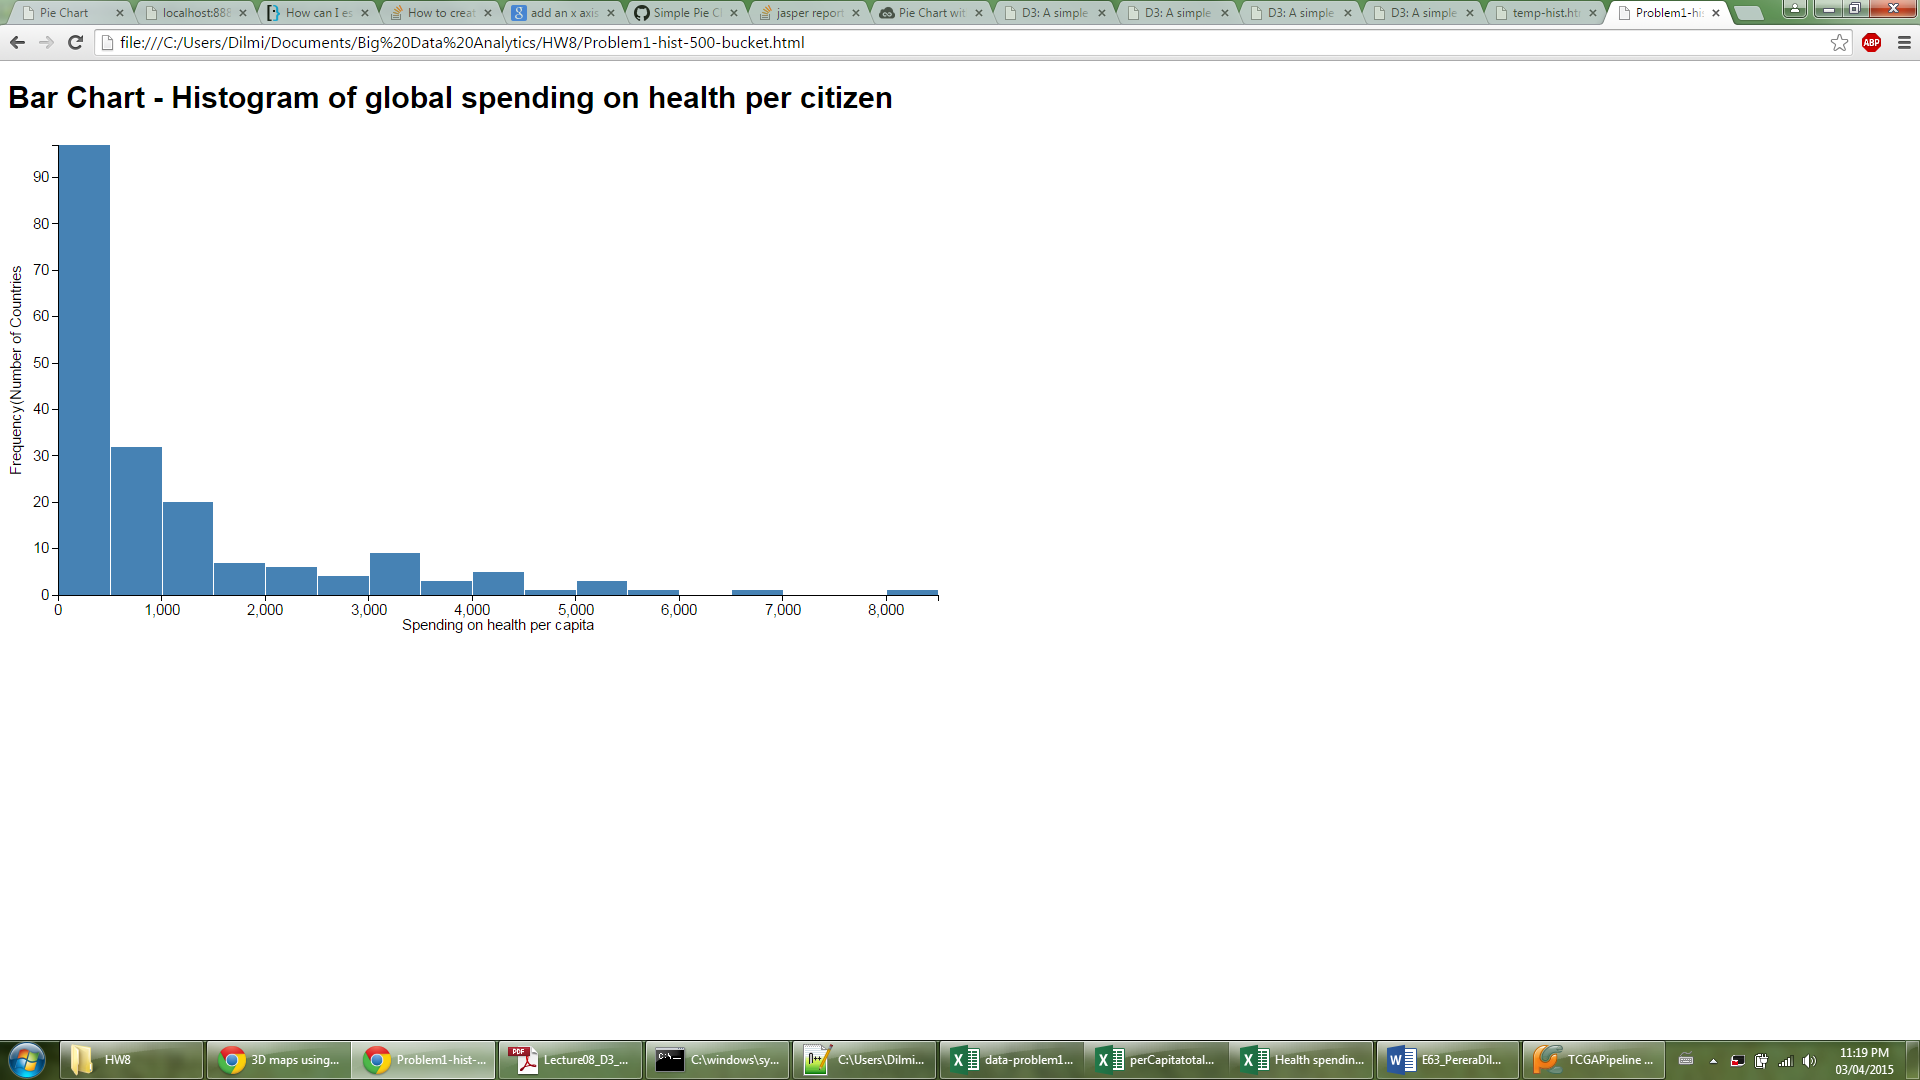 Pie Chart
localhost:888
How can I es
How to creat
add an x axis
Simple Pie C
jasper report
Pie Chart wit
D3: A simple
D3: A simple
D3: A simple
D3: A simple
temp-hist.ht
Problem1-hi
file:///C:/Users/Dilmi/Documents/Big%20Data%20Analytics/HW8/Problem1-hist-500-bucket.html
ABP
Bar Chart - Histogram of global spending on health per citizen
90
80
70
60
50
40
30
20
10
0
Frequency(Number of Countries
0 1,000 2,000 3,000 4,000 5,000 6,000 7,000 8,000
Spending on health per capita
HW8
3D maps using...
Problem1-hist-...
Lecture08_D3_...
C:\windows\sy...
C:\Users\Dilmi...
data-problem1...
perCapitatotal...
Health spendin...
E63_PereraDil...
TCGAPipeline ...
11:19 PM
03/04/2015